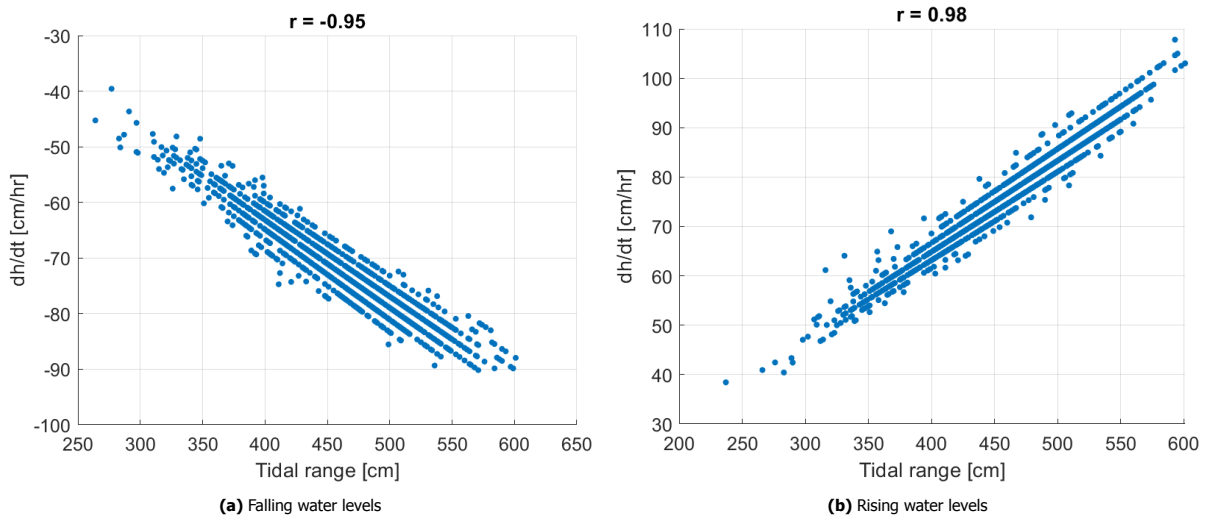 r = -0.95
-30
-40
-50
-60
-70
-80
-90
-100
dh/dt [cm/hr]
250 300 350 400 450 500 550 600 650
Tidal range [cm]
(a) Falling water levels
r = 0.98
110
100
90
80
70
60
50
40
30
dh/dt [cm/hr]
200 250 300 350 400 450 500 550 600
Tidal range [cm]
(b) Rising water levels